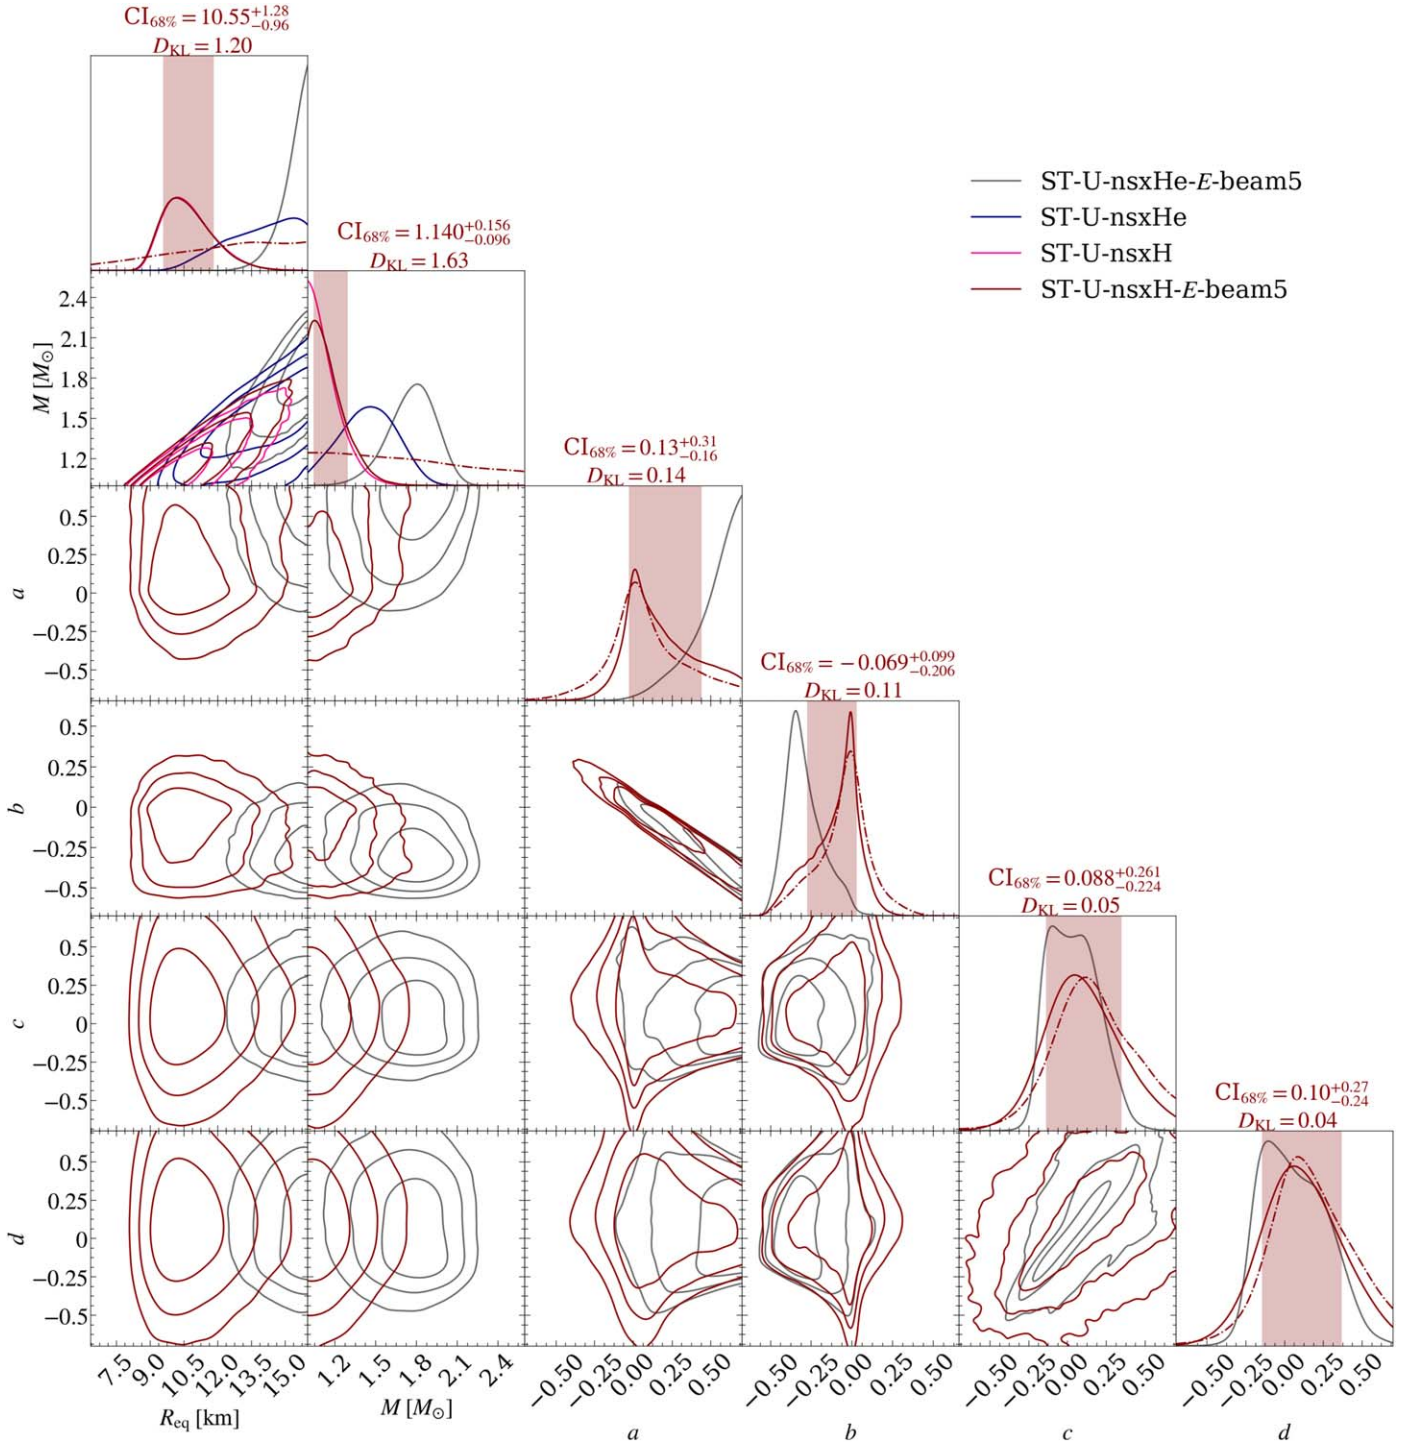 CI68% = 10.55+1.28 −0.96
DKL = 1.20
ST-U-nsxHe-E-beam5
ST-U-nsxHe
ST-U-nsxH
ST-U-nsxH-E-beam5
CI68% = 1.140+0.156 −0.096
DKL = 1.63
2.4
2.1
1.8
1.5
1.2
M [M⊙]
CI68% = 0.13+0.31 −0.16
DKL = 0.14
0.5
0.25
0
−0.25
−0.5
a
CI68% = −0.069+0.099 −0.206
DKL = 0.11
0.5
0.25
0
−0.25
−0.5
b
CI68% = 0.088+0.261 −0.224
DKL = 0.05
0.5
0.25
0
−0.25
−0.5
c
CI68% = 0.10+0.27 −0.24
DKL = 0.04
0.5
0.25
0
−0.25
−0.5
d
7.5 9.0 10.5 12.0 13.5 15.0
Req [km]
1.2 1.5 1.8 2.1 2.4
M [M⊙]
−0.50 −0.25 0.00 0.25 0.50
a
−0.50 −0.25 0.00 0.25 0.50
b
−0.50 −0.25 0.00 0.25 0.50
c
−0.50 −0.25 0.00 0.25 0.50
d